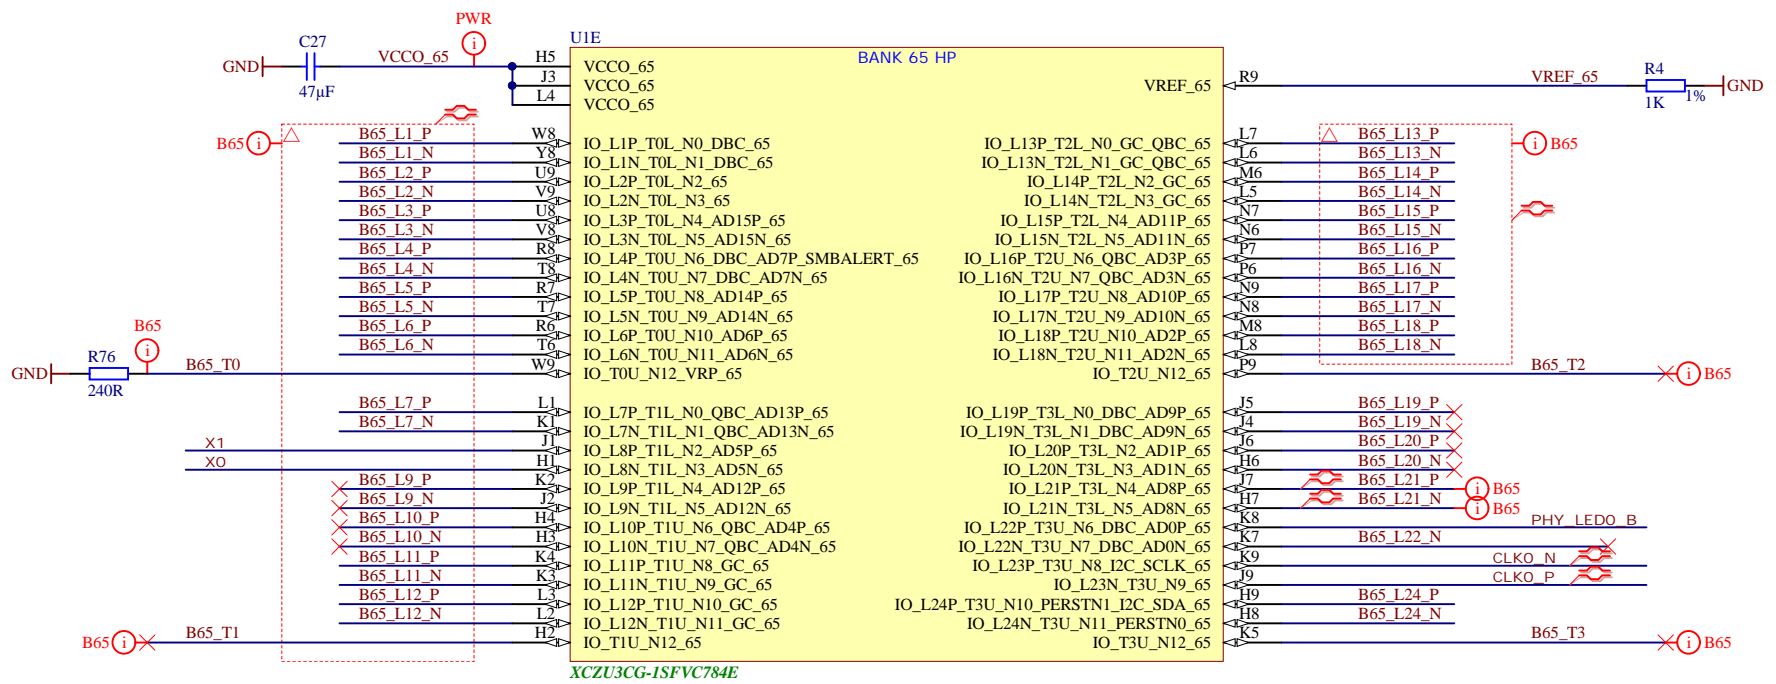 PWR
C27
U1E
GND
VCCO_65
47µF
BANK 65 HP
H5 VCCO_65
J3 VCCO_65
L4 VCCO_65
VREF_65 R9 VREF_65 R4 GND
1K 1%
B65
B65_L1_P W8 IO_L1P_T0L_N0_DBC_65
B65_L1_N Y8 IO_L1N_T0L_N1_DBC_65
B65_L2_P U9 IO_L2P_T0L_N2_65
B65_L2_N V9 IO_L2N_T0L_N3_65
B65_L3_P U8 IO_L3P_T0L_N4_AD15P_65
B65_L3_N V8 IO_L3N_T0L_N5_AD15N_65
B65_L4_P R8 IO_L4P_T0U_N6_DBC_AD7P_SMBALERT_65
B65_L4_N T8 IO_L4N_T0U_N7_DBC_AD7N_65
B65_L5_P R7 IO_L5P_T0U_N8_AD14P_65
B65_L5_N T7 IO_L5N_T0U_N9_AD14N_65
B65_L6_P R6 IO_L6P_T0U_N10_AD6P_65
B65_L6_N T6 IO_L6N_T0U_N11_AD6N_65
B65
R76
GND B65_T0 W9 IO_T0U_N12_VRP_65
240R
B65_L7_P L1 IO_L7P_T1L_N0_QBC_AD13P_65
B65_L7_N K1 IO_L7N_T1L_N1_QBC_AD13N_65
X1 J1 IO_L8P_T1L_N2_AD5P_65
X0 H1 IO_L8N_T1L_N3_AD5N_65
B65_L9_P K2 IO_L9P_T1L_N4_AD12P_65
B65_L9_N J2 IO_L9N_T1L_N5_AD12N_65
B65_L10_P H4 IO_L10P_T1U_N6_QBC_AD4P_65
B65_L10_N H3 IO_L10N_T1U_N7_QBC_AD4N_65
B65_L11_P K4 IO_L11P_T1U_N8_GC_65
B65_L11_N K3 IO_L11N_T1U_N9_GC_65
B65_L12_P L3 IO_L12P_T1U_N10_GC_65
B65_L12_N L2 IO_L12N_T1U_N11_GC_65
B65 B65_T1 H2 IO_T1U_N12_65
IO_L13P_T2L_N0_GC_QBC_65 L7 B65_L13_P B65
IO_L13N_T2L_N1_GC_QBC_65 L6 B65_L13_N
IO_L14P_T2L_N2_GC_65 M6 B65_L14_P
IO_L14N_T2L_N3_GC_65 L5 B65_L14_N
IO_L15P_T2L_N4_AD11P_65 N7 B65_L15_P
IO_L15N_T2L_N5_AD11N_65 N6 B65_L15_N
IO_L16P_T2U_N6_QBC_AD3P_65 P7 B65_L16_P
IO_L16N_T2U_N7_QBC_AD3N_65 P6 B65_L16_N
IO_L17P_T2U_N8_AD10P_65 N9 B65_L17_P
IO_L17N_T2U_N9_AD10N_65 N8 B65_L17_N
IO_L18P_T2U_N10_AD2P_65 M8 B65_L18_P
IO_L18N_T2U_N11_AD2N_65 L8 B65_L18_N
IO_T2U_N12_65 P9 B65_T2 B65
IO_L19P_T3L_N0_DBC_AD9P_65 J5 B65_L19_P
IO_L19N_T3L_N1_DBC_AD9N_65 J4 B65_L19_N
IO_L20P_T3L_N2_AD1P_65 J6 B65_L20_P
IO_L20N_T3L_N3_AD1N_65 H6 B65_L20_N
IO_L21P_T3L_N4_AD8P_65 J7 B65_L21_P B65
IO_L21N_T3L_N5_AD8N_65 H7 B65_L21_N B65
IO_L22P_T3U_N6_DBC_AD0P_65 K8 PHY_LED0_B
IO_L22N_T3U_N7_DBC_AD0N_65 K7 B65_L22_N
IO_L23P_T3U_N8_I2C_SCLK_65 K9 CLK0_N
IO_L23N_T3U_N9_65 J9 CLK0_P
IO_L24P_T3U_N10_PERSTN1_I2C_SDA_65 H9 B65_L24_P
IO_L24N_T3U_N11_PERSTN0_65 H8 B65_L24_N
IO_T3U_N12_65 K5 B65_T3 B65
XCZU3CG-1SFVC784E